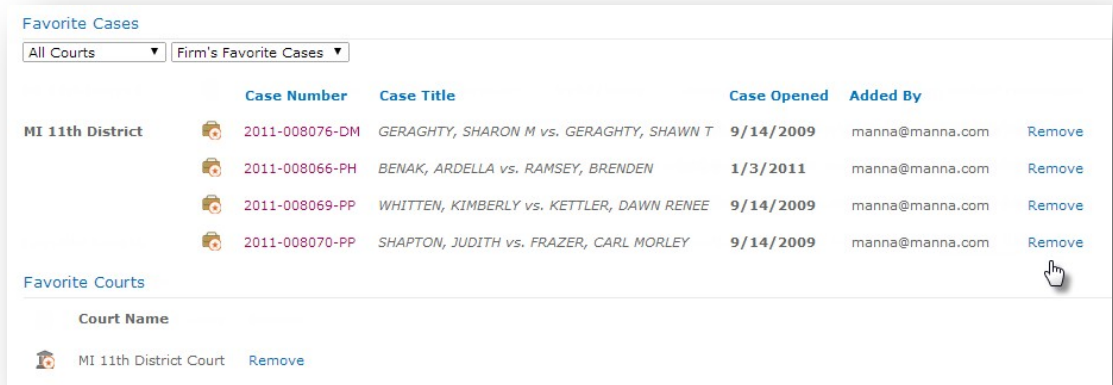 Favorite Cases
All Courts Firm's Favorite Cases
Case Number Case Title Case Opened Added By
MI 11th District 2011-008076-DM GERAGHTY, SHARON M vs. GERAGHTY, SHAWN T 9/14/2009 manna@manna.com Remove
2011-008066-PH BENAK, ARDELLA vs. RAMSEY, BRENDEN 1/3/2011 manna@manna.com Remove
2011-008069-PP WHITTEN, KIMBERLY vs. KETTLER, DAWN RENEE 9/14/2009 manna@manna.com Remove
2011-008070-PP SHAPTON, JUDITH vs. FRAZER, CARL MORLEY 9/14/2009 manna@manna.com Remove
Favorite Courts
Court Name
MI 11th District Court Remove